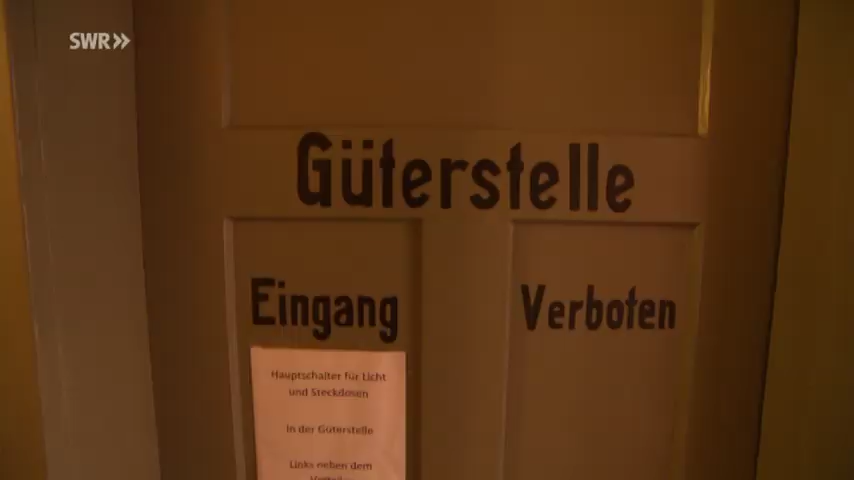 SWR»
Güterstelle
Eingang Verboten
Hauptschalter für Licht
und Steckdosen
in der Güterstelle
Links neben dem